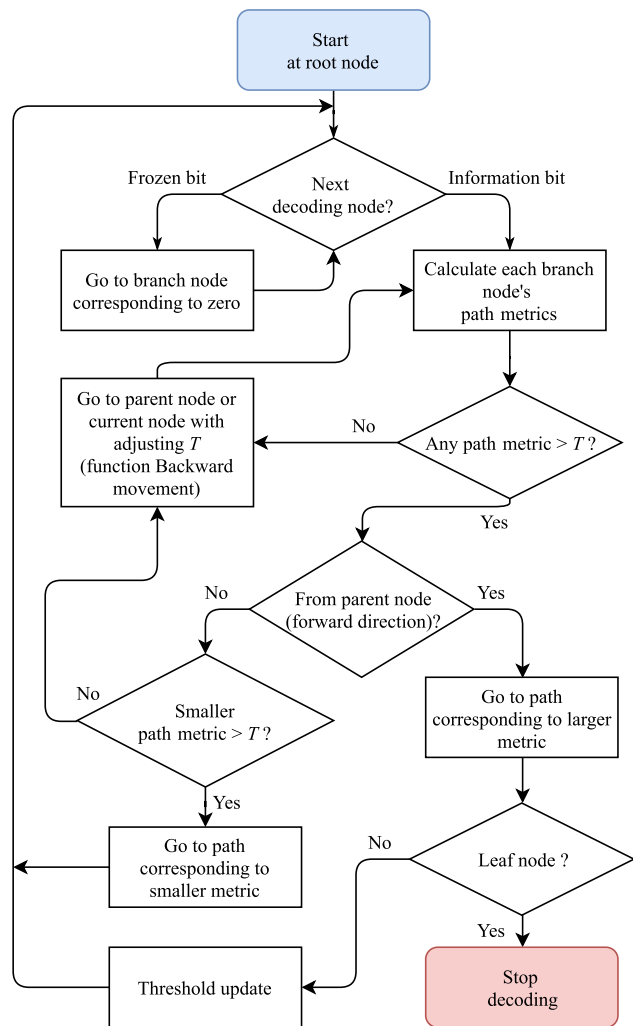 Start
at root node
Frozen bit
Next
decoding node?
Information bit
Go to branch node
corresponding to zero
Calculate each branch
node's
path metrics
Go to parent node or
current node with
adjusting T
(function Backward
movement)
No
Any path metric > T ?
Yes
No
From parent node
(forward direction)?
Yes
No
Smaller
path metric > T ?
Go to path
corresponding to larger
metric
Yes
Go to path
corresponding to
smaller metric
No
Leaf node ?
Yes
Threshold update
Stop
decoding